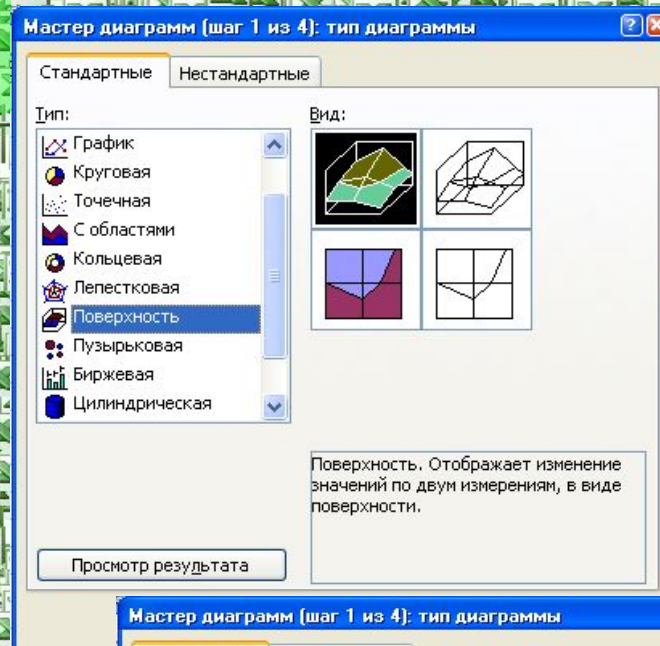 Мастер диаграмм (шаг 1 из 4): тип диаграммы
Стандартные
Нестандартные
Тип:
График
Круговая
Точечная
С областями
Кольцевая
Лепестковая
Поверхность
Пузырьковая
Биржевая
Цилиндрическая
Вид:
Поверхность. Отображает изменение
значений по двум измерениям, в виде
поверхности.
Просмотр результата
Мастер диаграмм (шаг 1 из 4): тип диаграммы